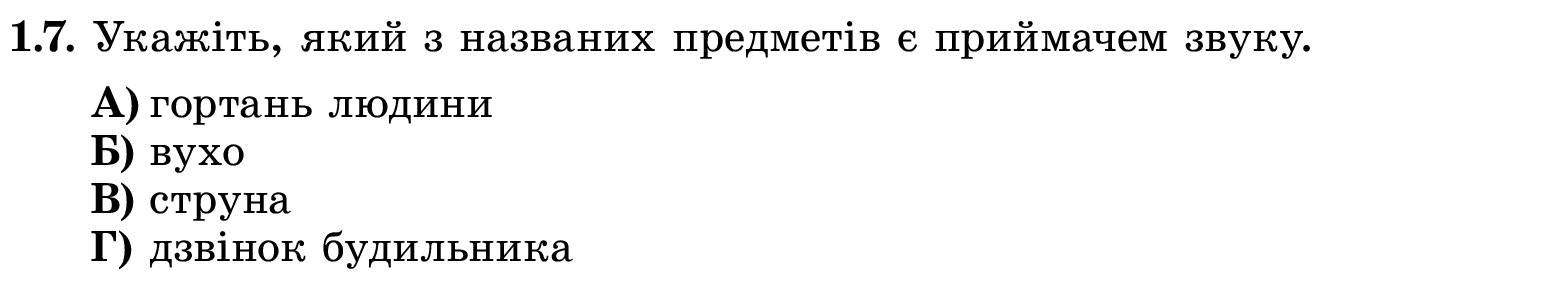 1.7. Укажіть, який з названих предметів є приймачем звуку.
А) гортань людини
Б) вухо
В) струна
Г) дзвінок будильника